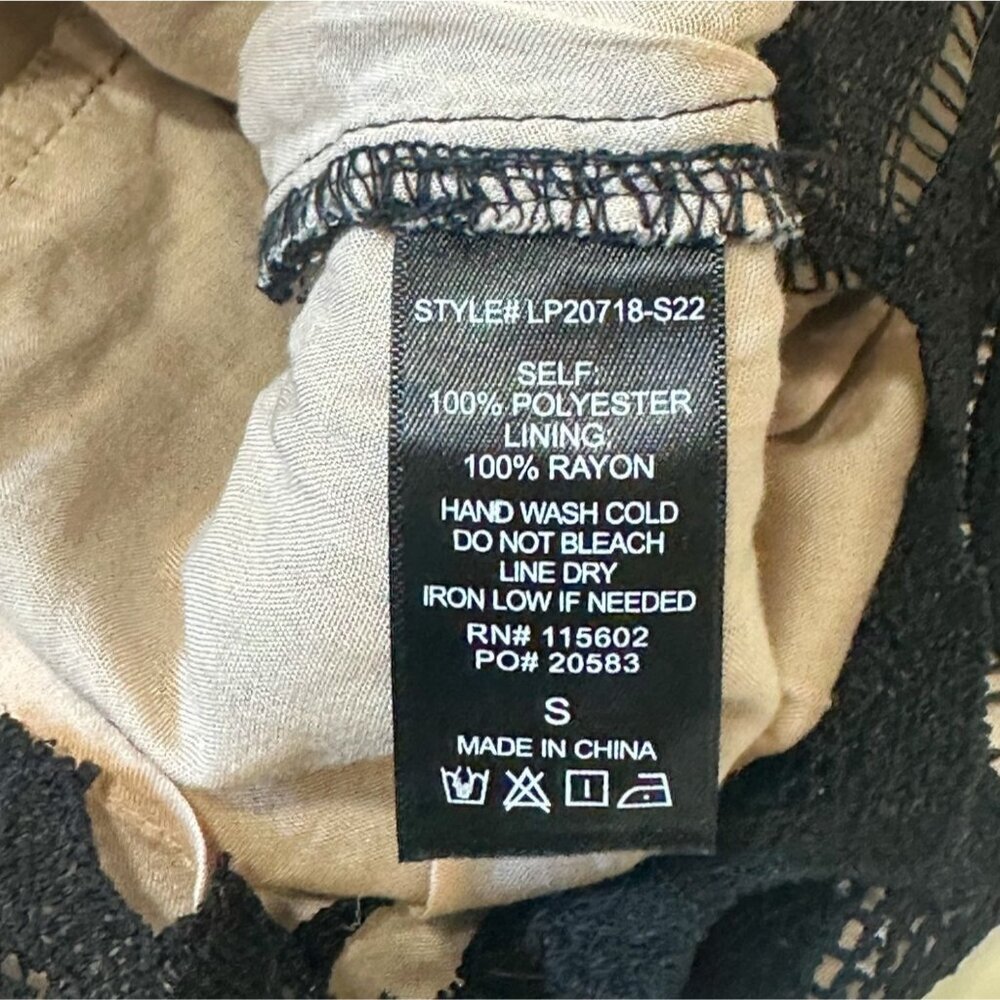 STYLE# LP20718-S22
SELF:
100% POLYESTER
LINING:
100% RAYON
HAND WASH COLD
DO NOT BLEACH
LINE DRY
IRON LOW IF NEEDED
RN# 115602
PO# 20583
S
MADE IN CHINA